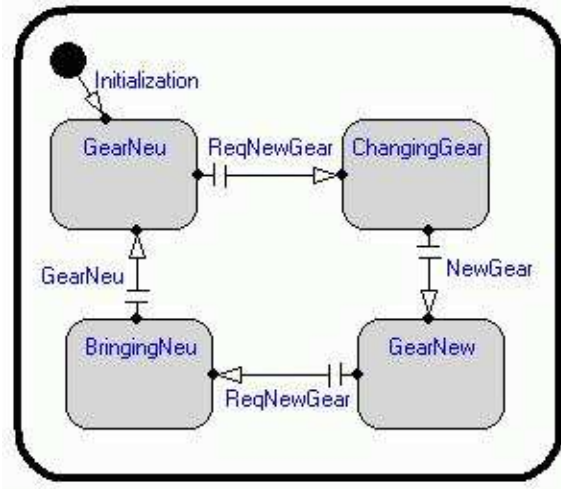 Initialization
GearNeu
ReqNewGear
ChangingGear
GearNeu
NewGear
BringingNeu
GearNew
ReqNewGear